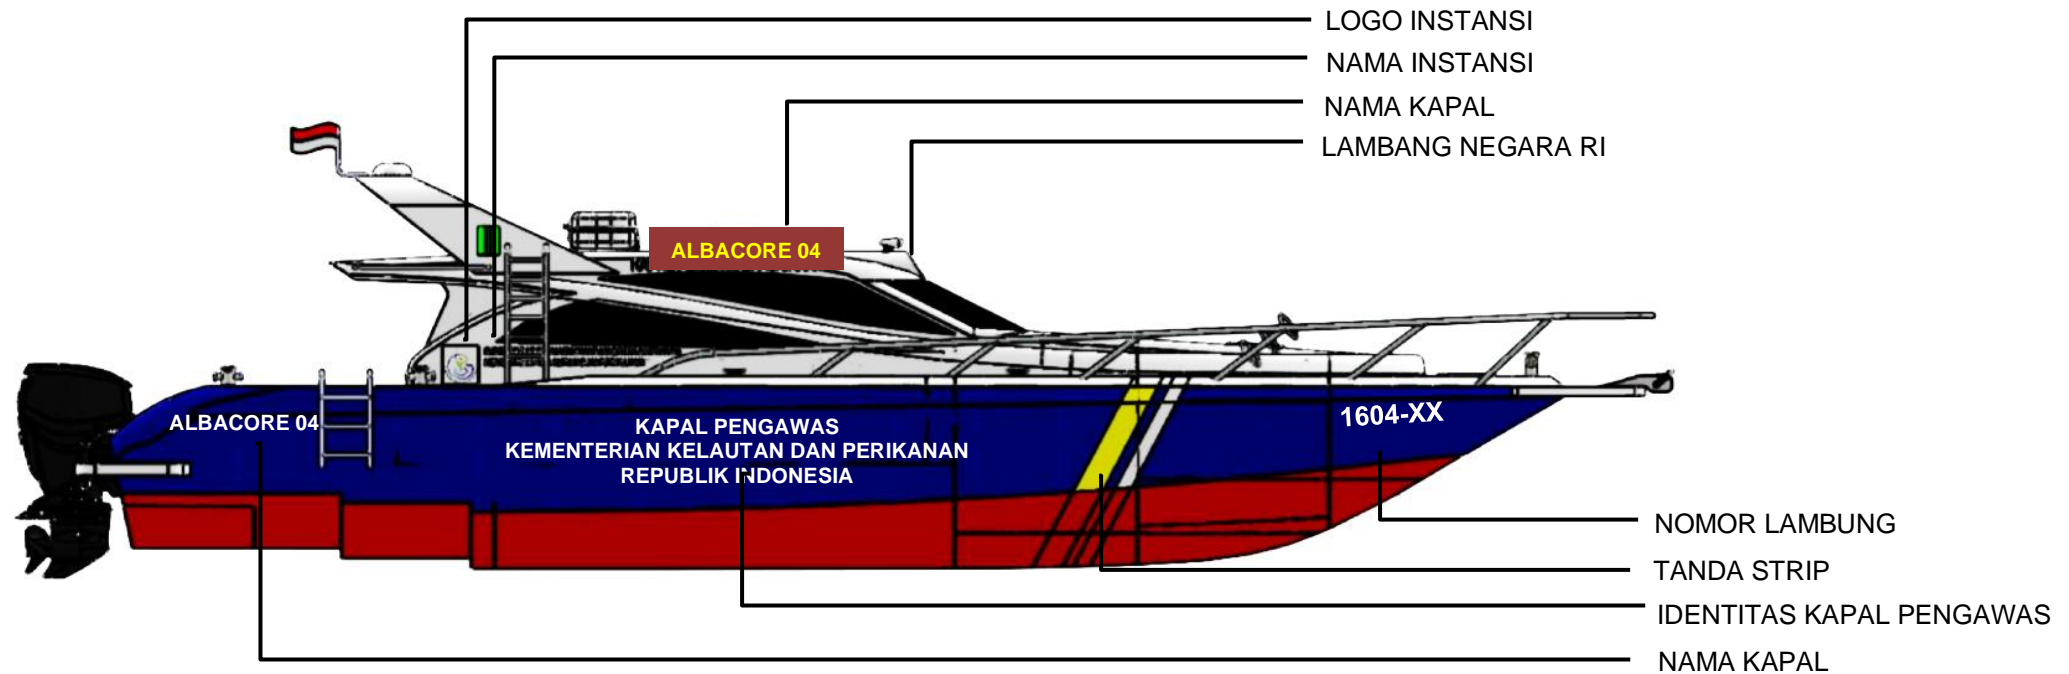 LOGO INSTANSI
NAMA INSTANSI
NAMA KAPAL
LAMBANG NEGARA RI
ALBACORE 04
ALBACORE 04
KAPAL PENGAWAS
KEMENTERIAN KELAUTAN DAN PERIKANAN
REPUBLIK INDONESIA
1604-XX
NOMOR LAMBUNG
TANDA STRIP
IDENTITAS KAPAL PENGAWAS
NAMA KAPAL